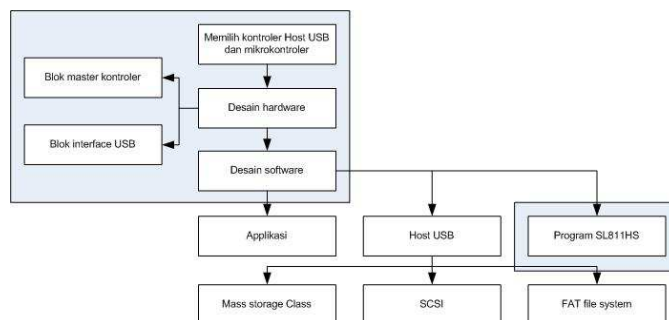 Memilih kontroler Host USB
dan mikrokontroler
Blok master kontroler
Desain hardware
Blok interface USB
Desain software
Applikasi
Host USB
Program SL811HS
Mass storage Class
SCSI
FAT file system